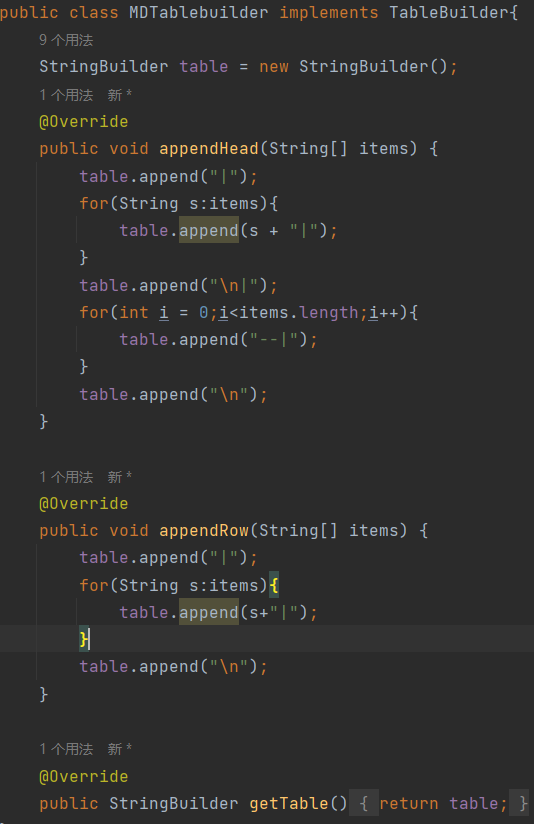 public class MDTablebuilder implements TableBuilder{
9 个用法
StringBuilder table = new StringBuilder();
1 个用法 新 *
@Override
public void appendHead(String[] items) {
table.append("|");
for(String s:items){
table.append(s + "|");
}
table.append("\n|");
for(int i = 0;i<items.length;i++){
table.append("--|");
}
table.append("\n");
}
1 个用法 新 *
@Override
public void appendRow(String[] items) {
table.append("|");
for(String s:items){
table.append(s+"|");
}
table.append("\n");
}
1 个用法 新 *
@Override
public StringBuilder getTable() { return table; }